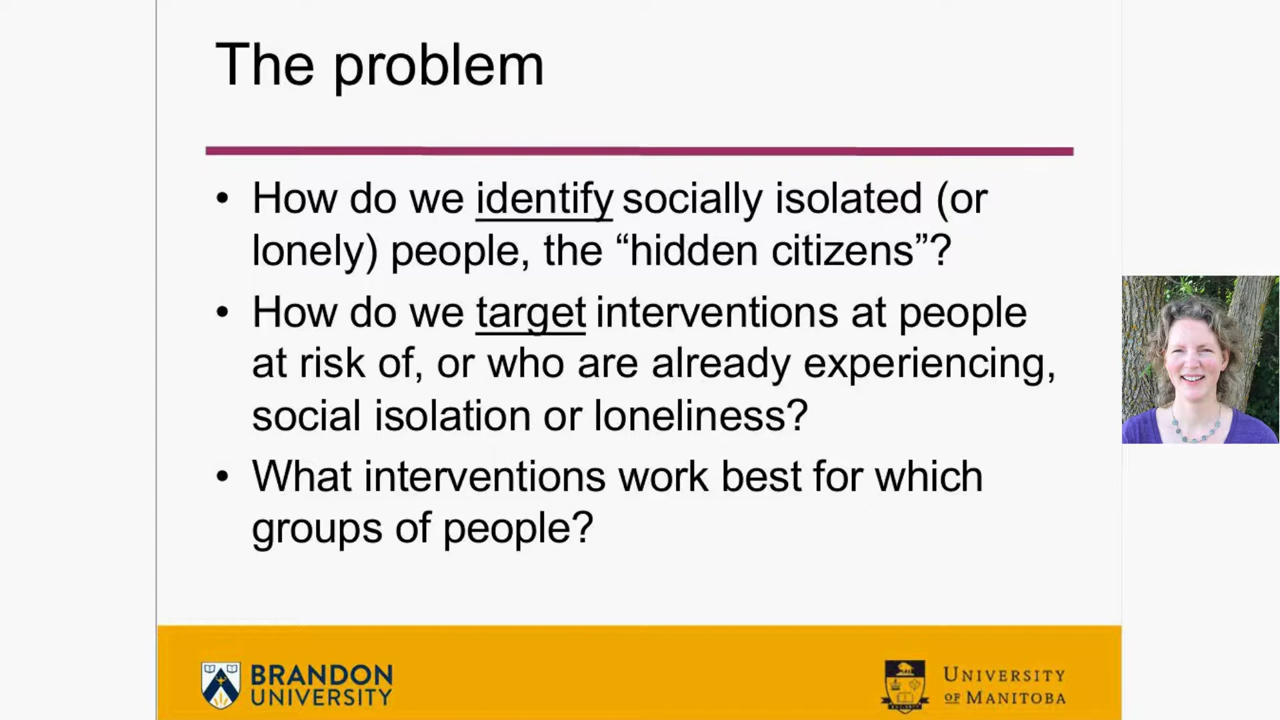 The problem
• How do we identify socially isolated (or
lonely) people, the “hidden citizens”?
• How do we target interventions at people
at risk of, or who are already experiencing,
social isolation or loneliness?
• What interventions work best for which
groups of people?
BRANDON
UNIVERSITY
UNIVERSITY
OF MANITOBA